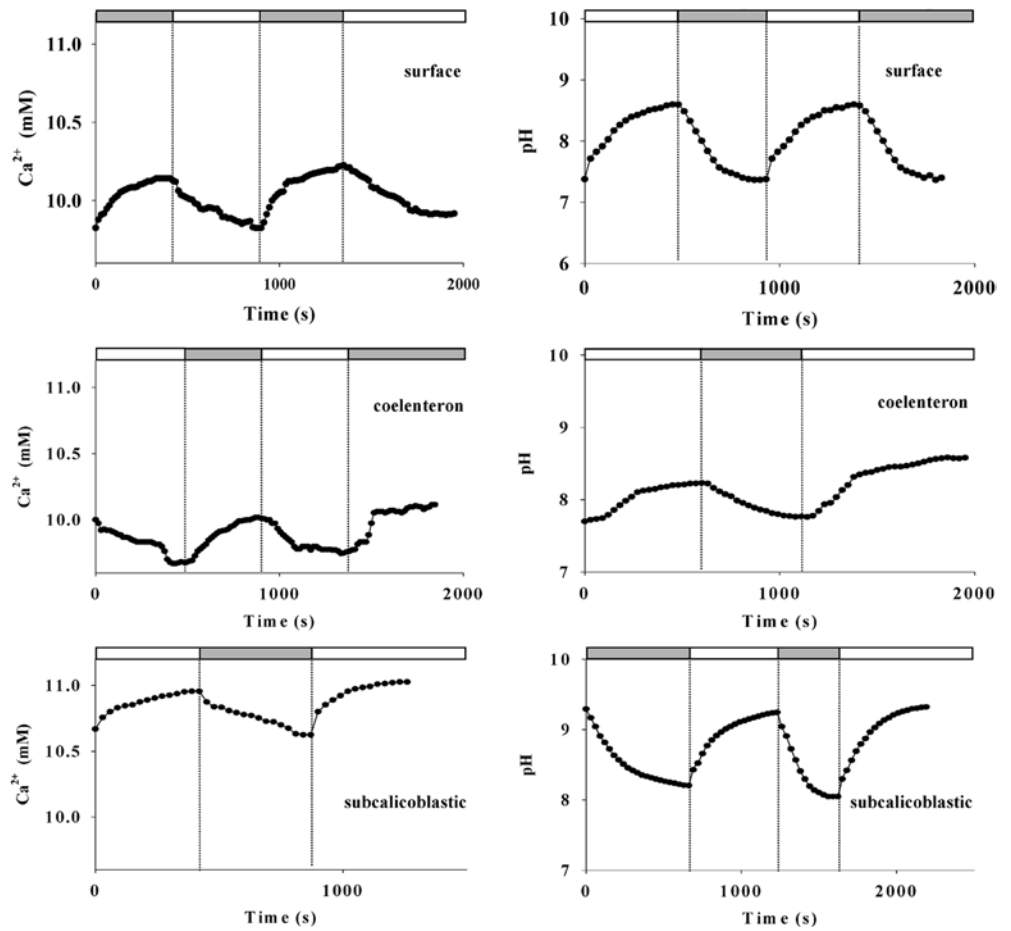 11.0
10.5
10.0
Ca2+ (mM)
surface
0 1000 2000
Time (s)
10
9
8
7
6
pH
surface
0 1000 2000
Time (s)
11.0
10.5
10.0
Ca2+ (mM)
coelenteron
0 1000 2000
Time (s)
10
9
8
7
pH
coelenteron
0 1000 2000
Time (s)
11.0
10.5
10.0
Ca2+ (mM)
subcalicoblastic
0 1000
Time (s)
10
9
8
7
pH
subcalicoblastic
0 1000 2000
Time (s)